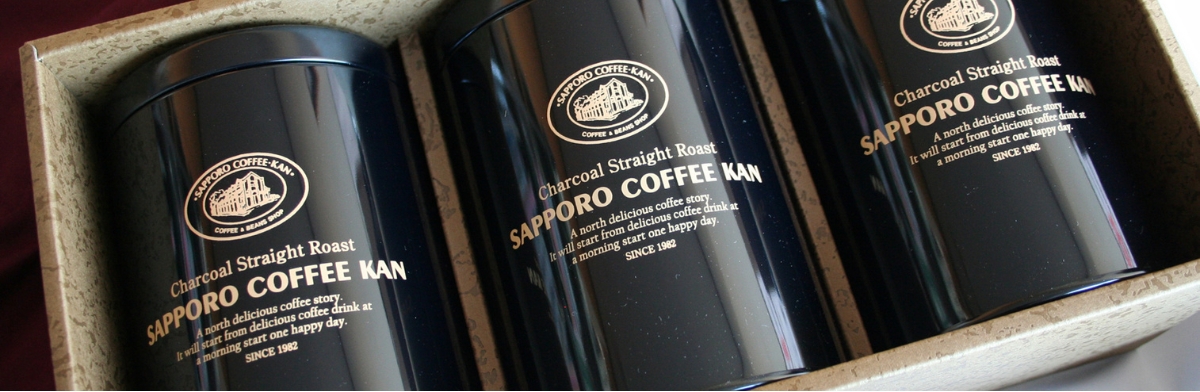 SAPPORO COFFEE-KAN
COFFEE & BEANS SHOP
Charcoal Straight Roast
SAPPORO COFFEE KAN
A north delicious coffee story.
It will start from delicious coffee drink at
a morning start one happy day.
SINCE 1982
SAPPORO COFFEE-KAN
COFFEE & BEANS SHOP
Charcoal Straight Roast
SAPPORO COFFEE KAN
A north delicious coffee story.
It will start from delicious coffee drink at
a morning start one happy day.
SINCE 1982
COFFEE & BEANS SHOP
Charcoal Straight Roast
SAPPORO COFFEE KAN
A north delicious coffee story.
It will start from delicious coffee drink at
a morning start one happy day.
SINCE 1982